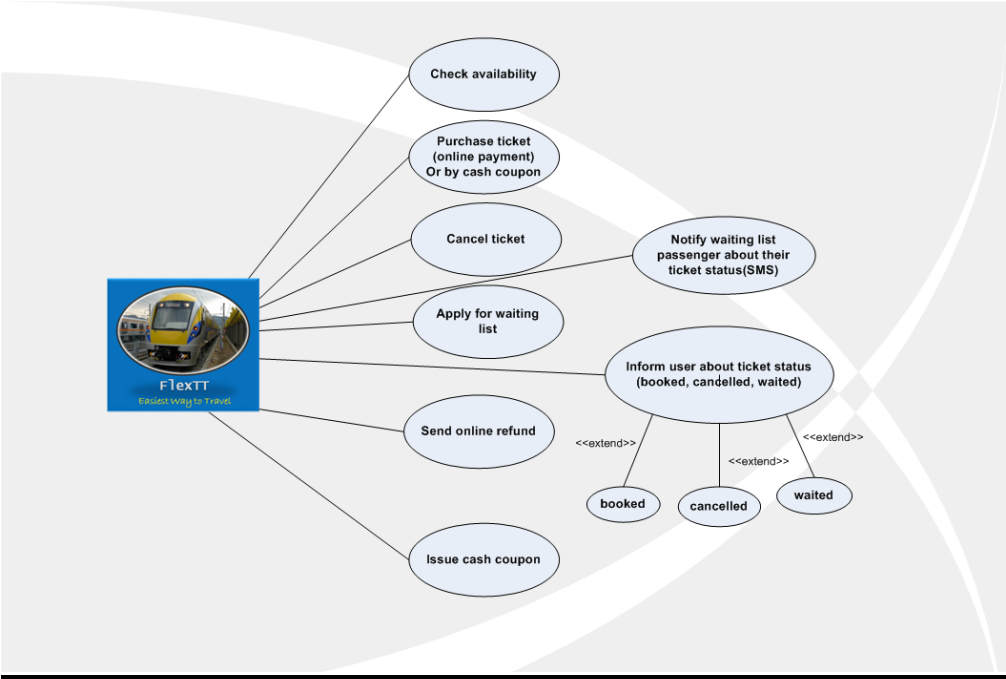 Check availability
Purchase ticket
(online payment)
Or by cash coupon
Cancel ticket
Notify waiting list
passenger about their
ticket status(SMS)
Apply for waiting
list
FlexTT
Easiest Way to Travel
Inform user about ticket status
(booked, cancelled, waited)
Send online refund
<<extend>>
<<extend>>
<<extend>>
booked
cancelled
waited
Issue cash coupon